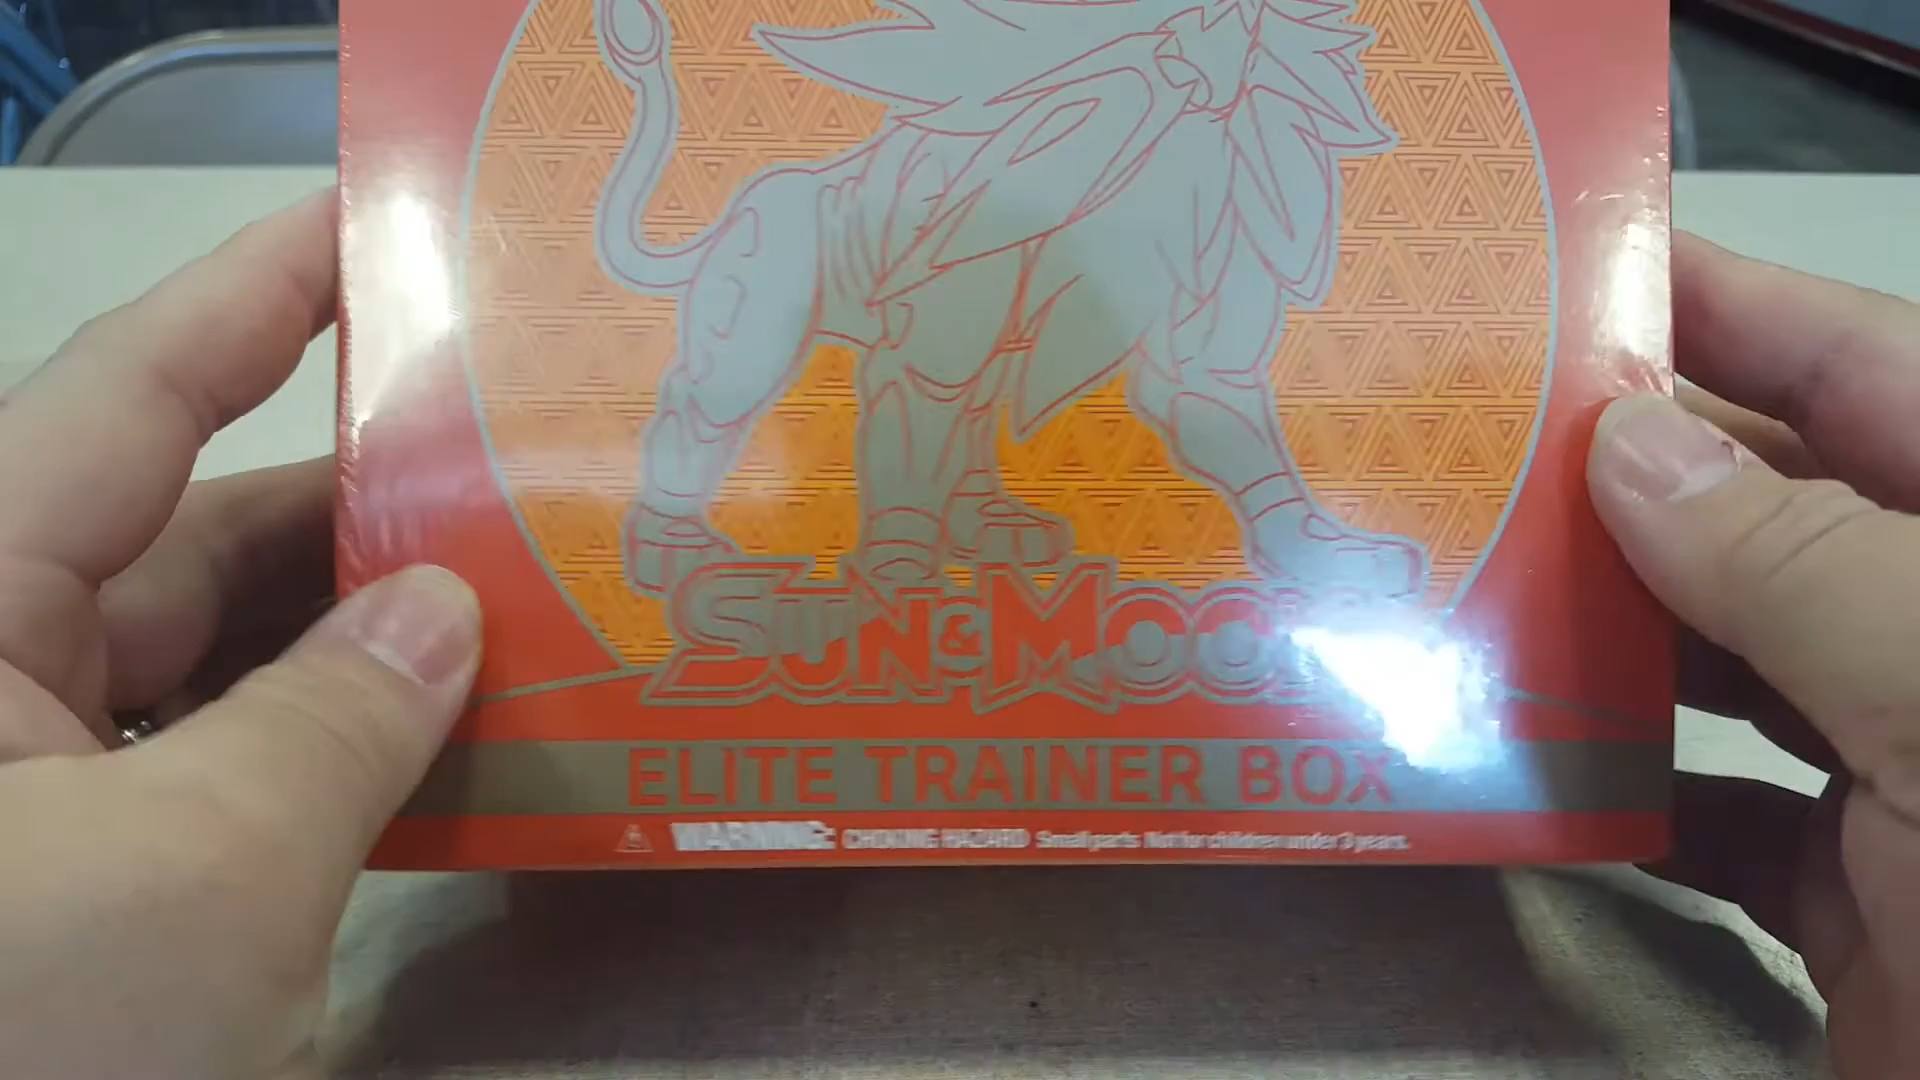 SUN & MOON
ELITE TRAINER BOX
WARNING: CHOKING HAZARD Small parts. Not for children under 3 years.